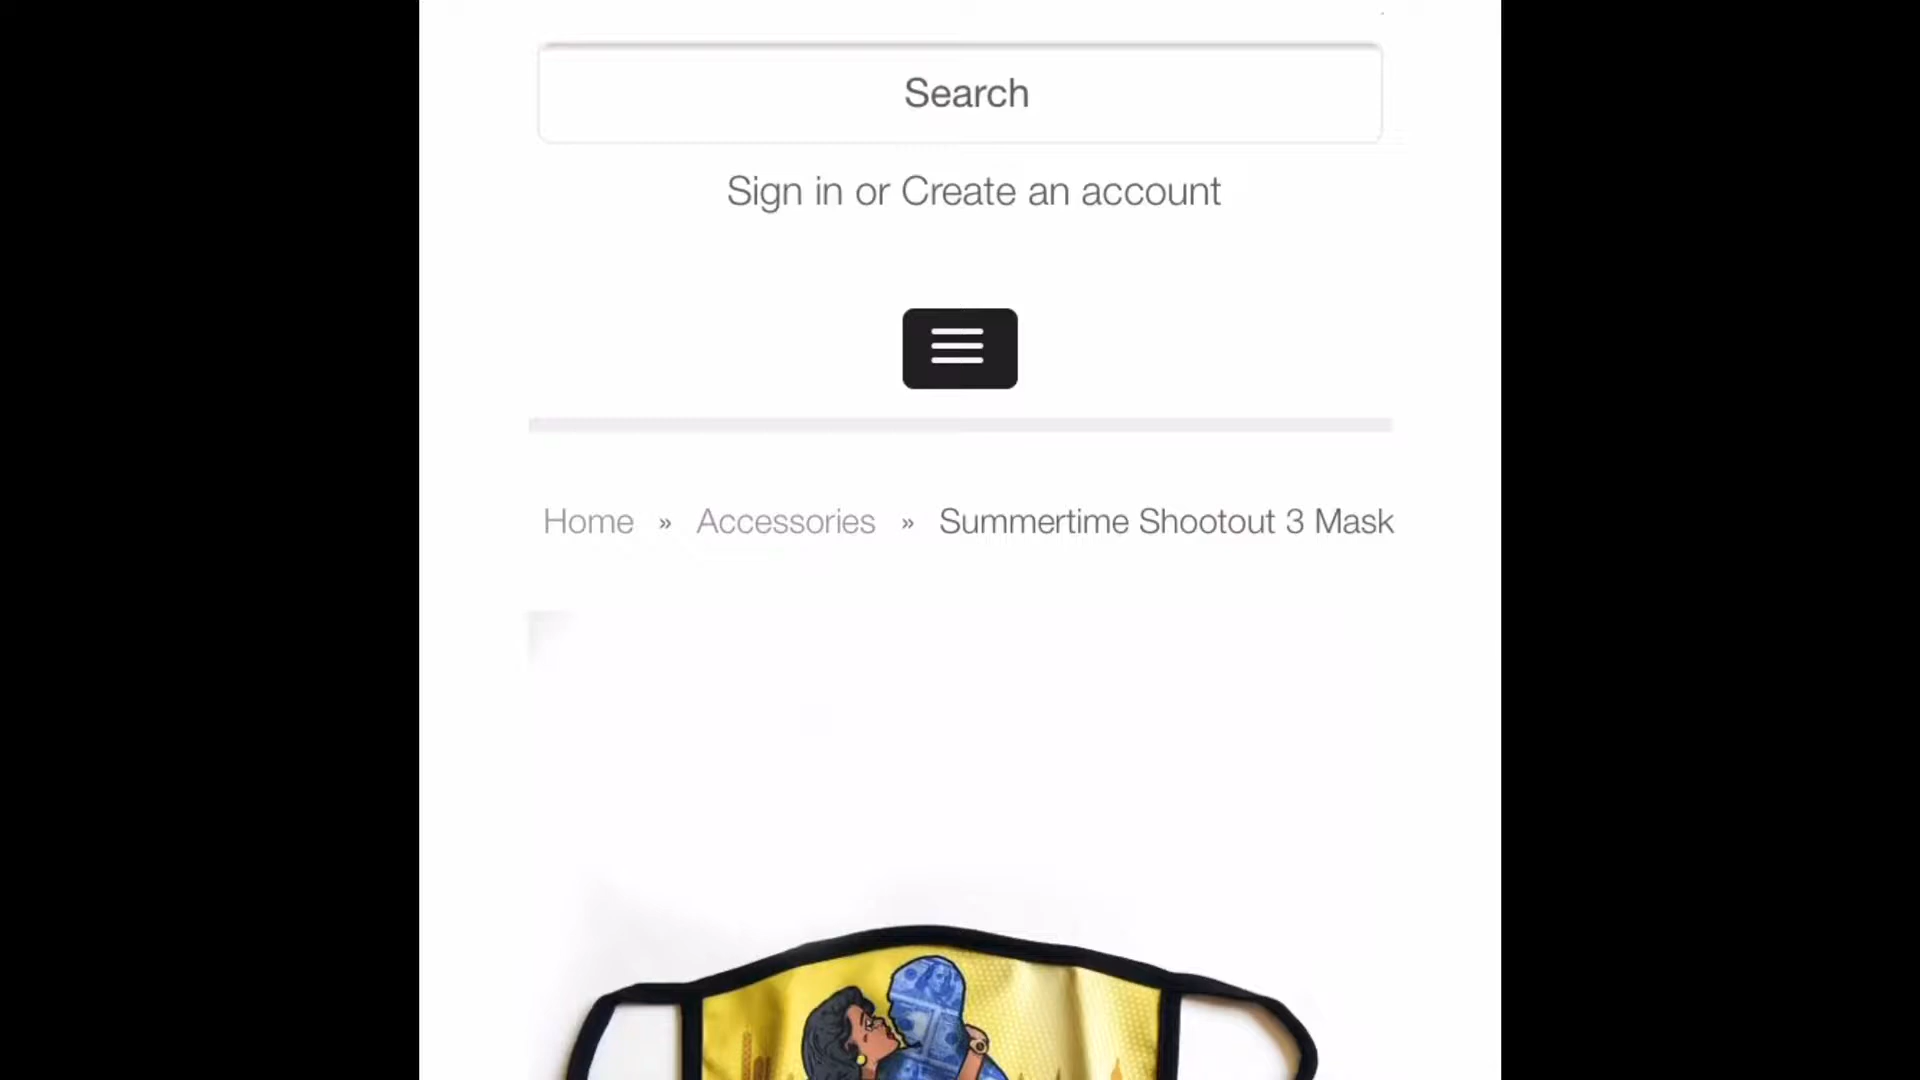 Search
Sign in or Create an account
Home » Accessories » Summertime Shootout 3 Mask